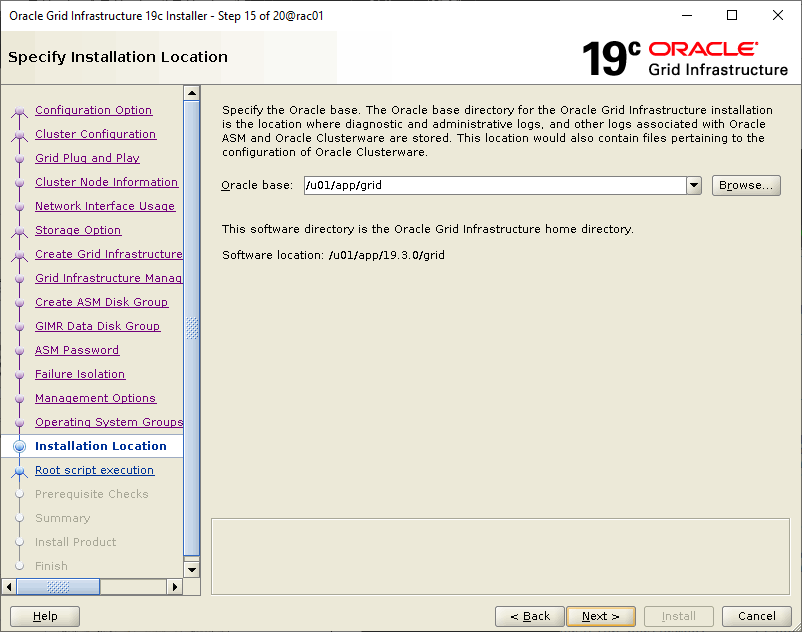 Oracle Grid Infrastructure 19c Installer - Step 15 of 20@rac01
Specify Installation Location
19c ORACLE
Grid Infrastructure
Configuration Option
Cluster Configuration
Grid Plug and Play
Cluster Node Information
Network Interface Usage
Storage Option
Create Grid Infrastructure
Grid Infrastructure Manag
Create ASM Disk Group
GIMR Data Disk Group
ASM Password
Failure Isolation
Management Options
Operating System Groups
Installation Location
Root script execution
Prerequisite Checks
Summary
Install Product
Finish
Specify the Oracle base. The Oracle base directory for the Oracle Grid Infrastructure installation
is the location where diagnostic and administrative logs, and other logs associated with Oracle
ASM and Oracle Clusterware are stored. This location would also contain files pertaining to the
configuration of Oracle Clusterware.
Oracle base: /u01/app/grid Browse...
This software directory is the Oracle Grid Infrastructure home directory.
Software location: /u01/app/19.3.0/grid
Help < Back Next > Install Cancel